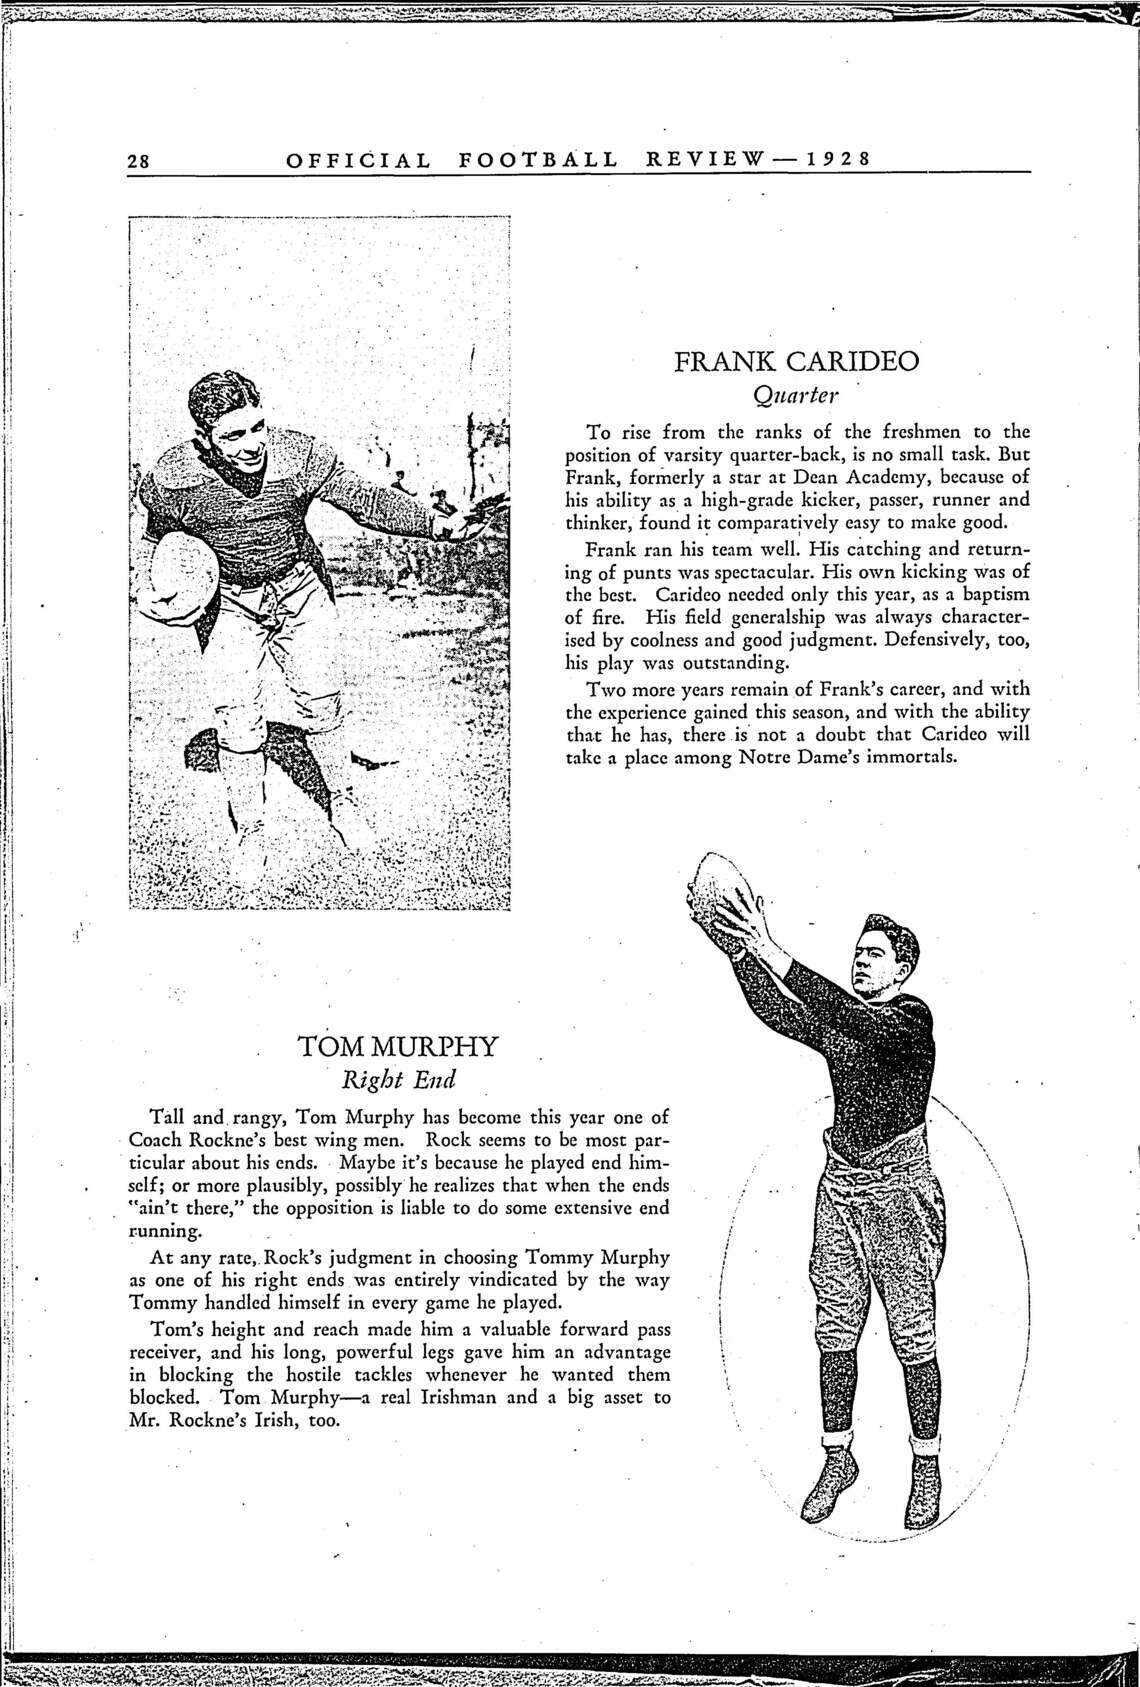 28
OFFICIAL FOOTBALL REVIEW—1928
FRANK CARIDEO
Quarter
To rise from the ranks of the freshmen to the
position of varsity quarter-back, is no small task. But
Frank, formerly a star at Dean Academy, because of
his ability as a high-grade kicker, passer, runner and
thinker, found it comparatively easy to make good.
Frank ran his team well. His catching and return-
ing of punts was spectacular. His own kicking was of
the best. Carideo needed only this year, as a baptism
of fire. His field generalship was always character-
ised by coolness and good judgment. Defensively, too,
his play was outstanding.
Two more years remain of Frank's career, and with
the experience gained this season, and with the ability
that he has, there is not a doubt that Carideo will
take a place among Notre Dame's immortals.
TOM MURPHY
Right End
Tall and rangy, Tom Murphy has become this year one of
Coach Rockne's best wing men. Rock seems to be most par-
ticular about his ends. Maybe it's because he played end him-
self; or more plausibly, possibly he realizes that when the ends
"ain't there," the opposition is liable to do some extensive end
running.
At any rate, Rock's judgment in choosing Tommy Murphy
as one of his right ends was entirely vindicated by the way
Tommy handled himself in every game he played.
Tom's height and reach made him a valuable forward pass
receiver, and his long, powerful legs gave him an advantage
in blocking the hostile tackles whenever he wanted them
blocked. Tom Murphy—a real Irishman and a big asset to
Mr. Rockne's Irish, too.